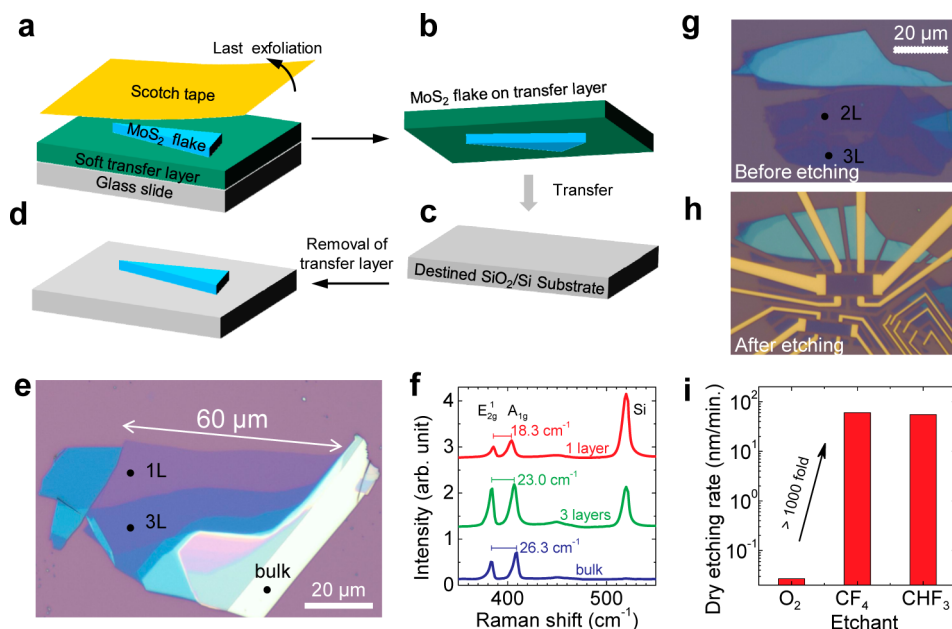 a
Last exfoliation
Scotch tape
MoS₂ flake
Soft transfer layer
Glass slide
b
MoS₂ flake on transfer layer
Transfer
c
Destined SiO₂/Si Substrate
Removal of
transfer layer
d
e
60 µm
1L
3L
bulk
20 µm
f
E¹₂g A₁g Si
18.3 cm⁻¹
1 layer
23.0 cm⁻¹
3 layers
26.3 cm⁻¹
bulk
Intensity (arb. unit)
0
1
2
3
4
400 500
Raman shift (cm⁻¹)
g
20 µm
2L
3L
Before etching
h
After etching
i
Dry etching rate (nm/min.)
10²
10¹
10⁰
10⁻¹
> 1000 fold
O₂ CF₄ CHF₃
Etchant